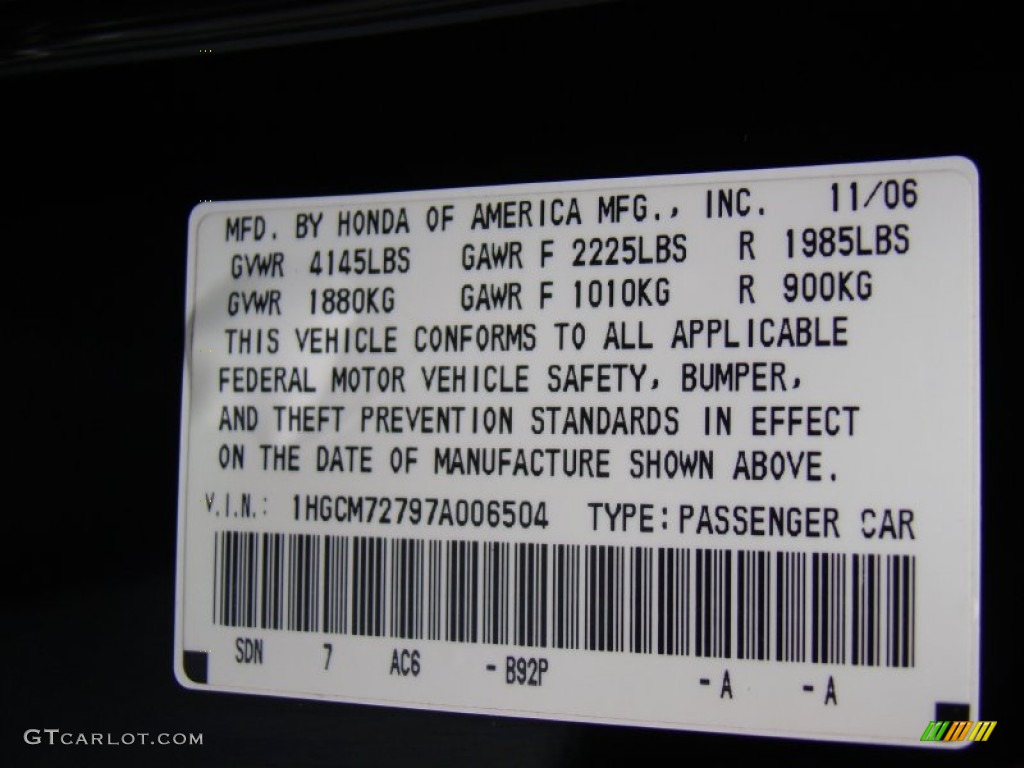 MFD. BY HONDA OF AMERICA MFG., INC. 11/06
GVWR 4145LBS GAWR F 2225LBS R 1985LBS
GVWR 1880KG GAWR F 1010KG R 900KG
THIS VEHICLE CONFORMS TO ALL APPLICABLE
FEDERAL MOTOR VEHICLE SAFETY, BUMPER,
AND THEFT PREVENTION STANDARDS IN EFFECT
ON THE DATE OF MANUFACTURE SHOWN ABOVE.
V.I.N.: 1HGCM72797A006504 TYPE: PASSENGER CAR
SDN 7 AC6 - B92P - A - A
GTCARLOT.COM